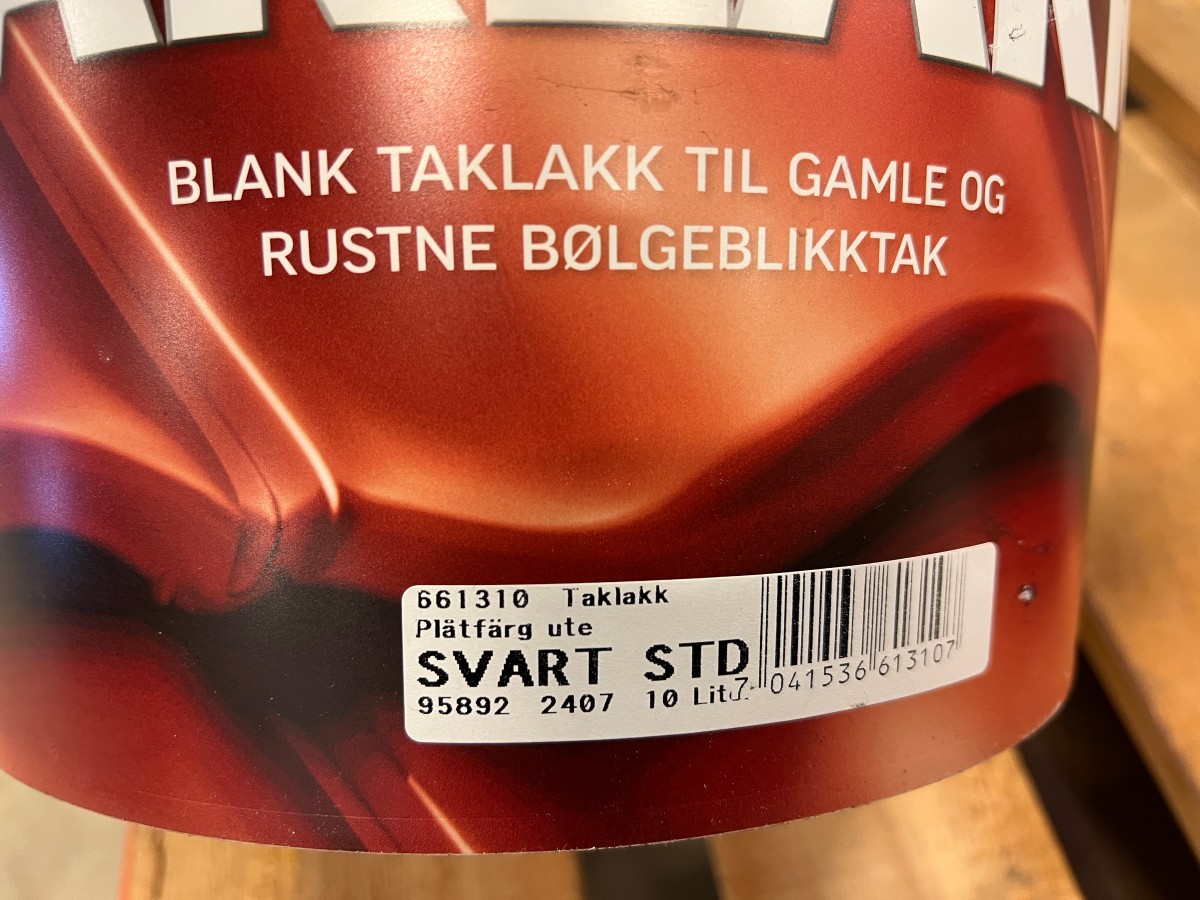 BLANK TAKLAKK TIL GAMLE OG
RUSTNE BØLGEBLIKKTAK
661310 Taklakk
Plåtfärg ute
SVART STD
95892 2407 10 Lit
7 041536 613107